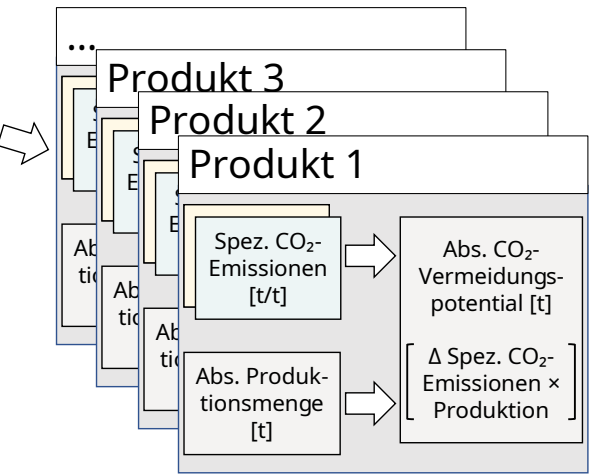 ...
Produkt 3
Produkt 2
Produkt 1
Spez. CO₂-
Emissionen
[t/t]
Abs. Produk-
tionsmenge
[t]
Abs. CO₂-
Vermeidungs-
potential [t]
Δ Spez. CO₂-
Emissionen ×
Produktion